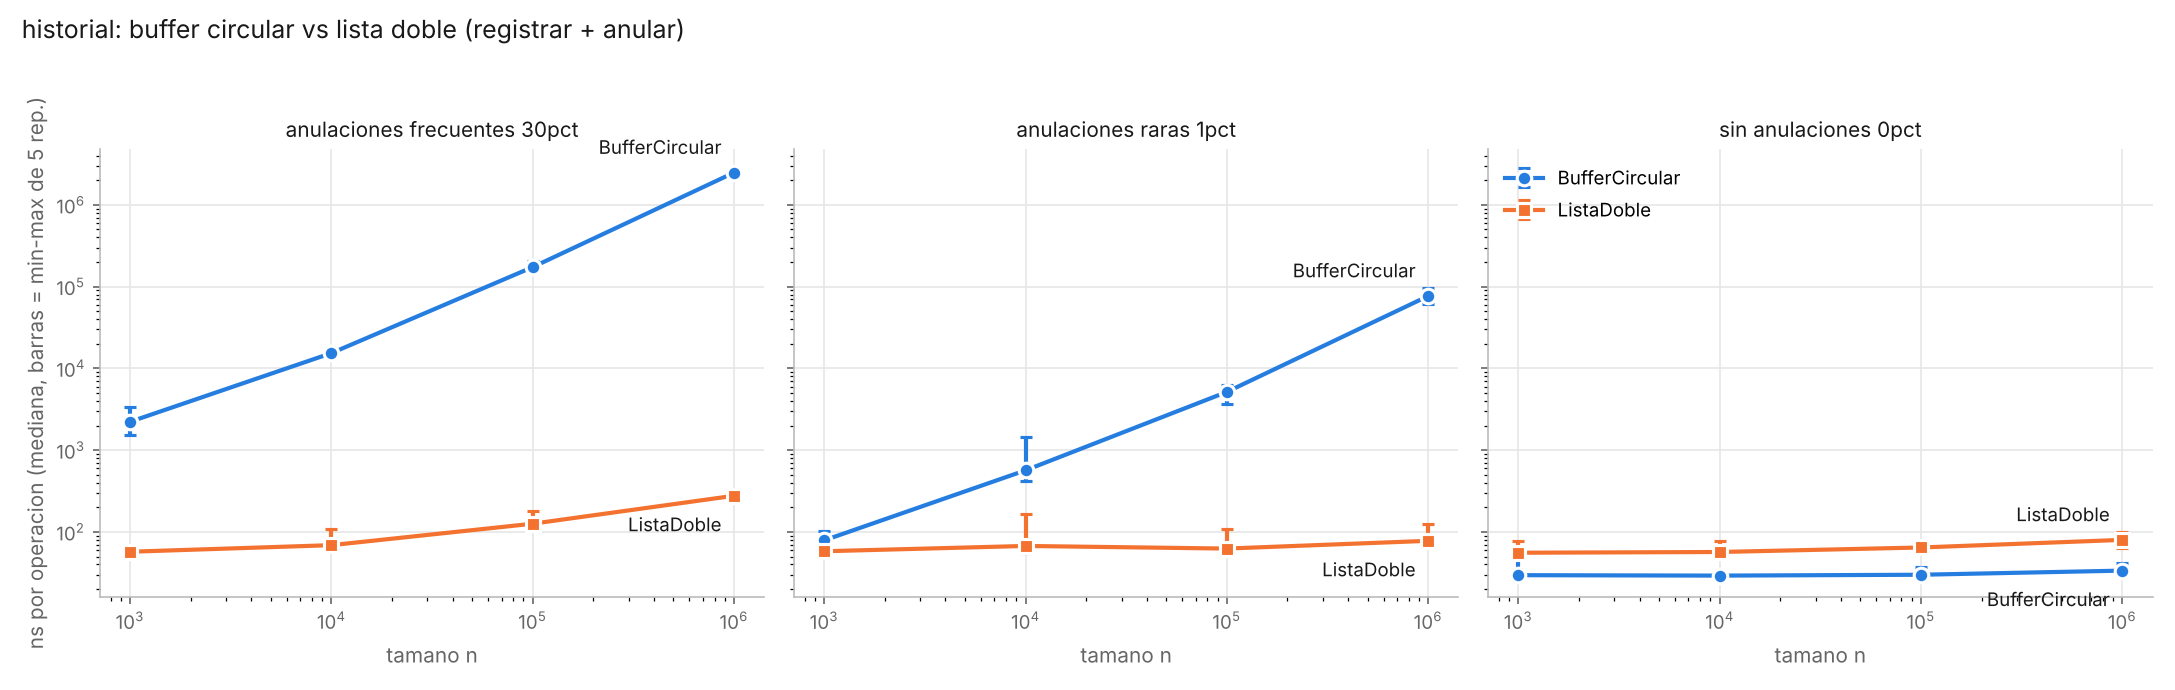 historial: buffer circular vs lista doble (registrar + anular)
ns por operacion (mediana, barras = min-max de 5 rep.)
anulaciones frecuentes 30pct
BufferCircular
ListaDoble
10⁶
10⁵
10⁴
10³
10²
10³ 10⁴ 10⁵ 10⁶
tamano n
anulaciones raras 1pct
BufferCircular
ListaDoble
10³ 10⁴ 10⁵ 10⁶
tamano n
sin anulaciones 0pct
BufferCircular
ListaDoble
ListaDoble
BufferCircular
10³ 10⁴ 10⁵ 10⁶
tamano n